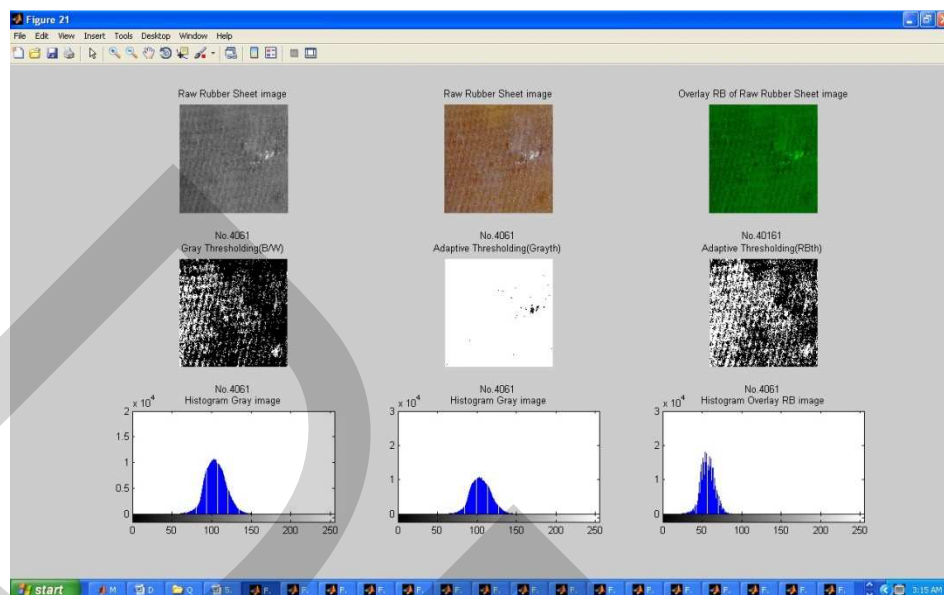 Figure 21
File Edit View Insert Tools Desktop Window Help
Raw Rubber Sheet image
Raw Rubber Sheet image
Overlay RB of Raw Rubber Sheet image
No.4061
Gray Thresholding(B/W)
No.4061
Adaptive Thresholding(Grayth)
No.40161
Adaptive Thresholding(RBth)
No.4061
Histogram Gray image
No.4061
Histogram Gray image
No.4061
Histogram Overlay RB image
x 10^4
2
1.5
1
0.5
0
0 50 100 150 200 250
x 10^4
3
2
1
0
0 50 100 150 200 250
x 10^4
3
2
1
0
0 50 100 150 200 250
start M D Q S. F. F. F. F. F. F. F. F. F. F. F. F. 3:15 AM